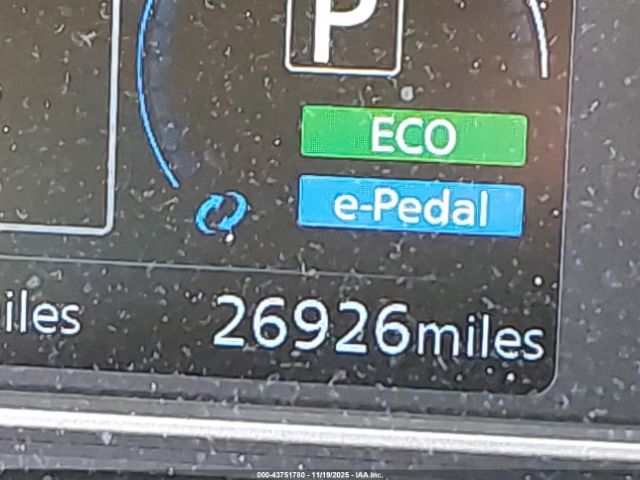 P
ECO
e-Pedal
iles 26926miles
000-43751780 - 11/19/2025 - IAA Inc.